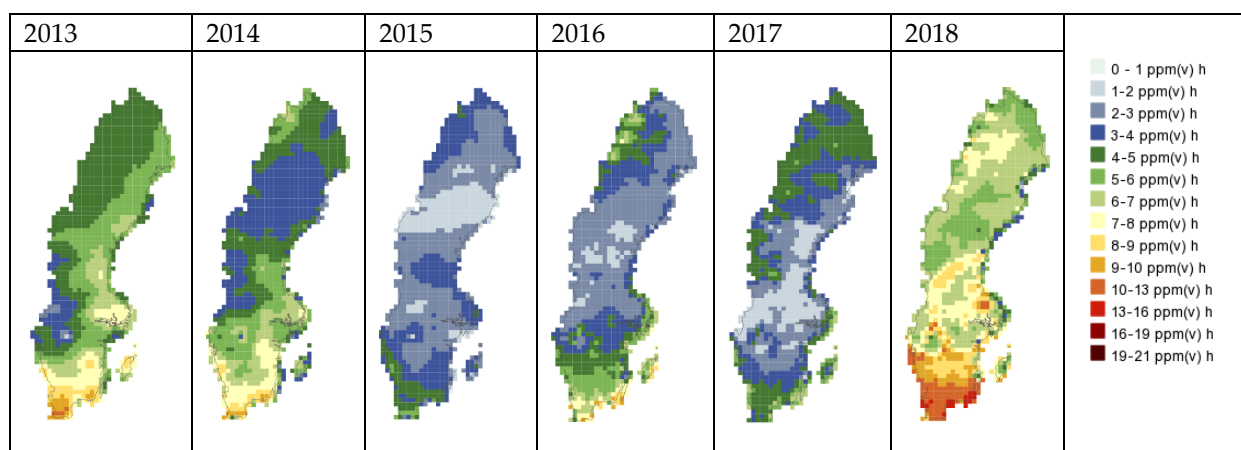 2013
2014
2015
2016
2017
2018
0 - 1 ppm(v) h
1-2 ppm(v) h
2-3 ppm(v) h
3-4 ppm(v) h
4-5 ppm(v) h
5-6 ppm(v) h
6-7 ppm(v) h
7-8 ppm(v) h
8-9 ppm(v) h
9-10 ppm(v) h
10-13 ppm(v) h
13-16 ppm(v) h
16-19 ppm(v) h
19-21 ppm(v) h